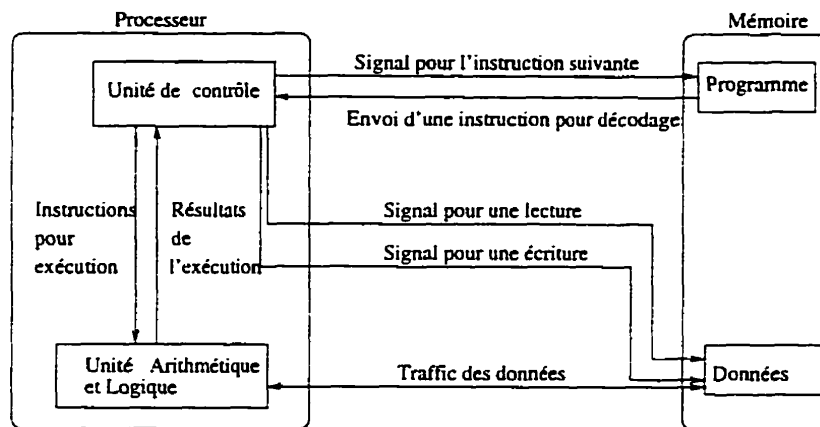 Processeur
Mémoire
Unité de contrôle
Signal pour l'instruction suivante
Programme
Envoi d'une instruction pour décodage
Instructions
pour
exécution
Résultats
de
l'exécution
Signal pour une lecture
Signal pour une écriture
Unité Arithmétique
et Logique
Traffic des données
Données